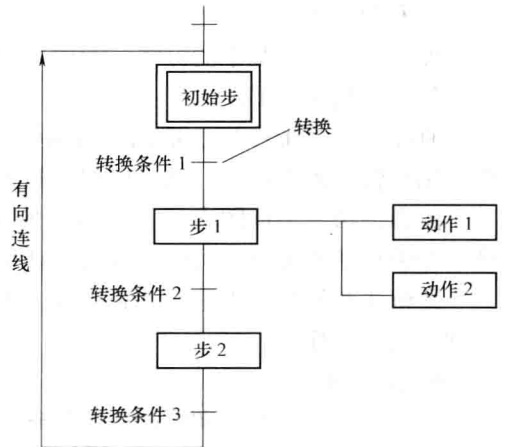 初始步
转换
转换条件 1
有向连线
步 1
动作 1
转换条件 2
动作 2
步 2
转换条件 3